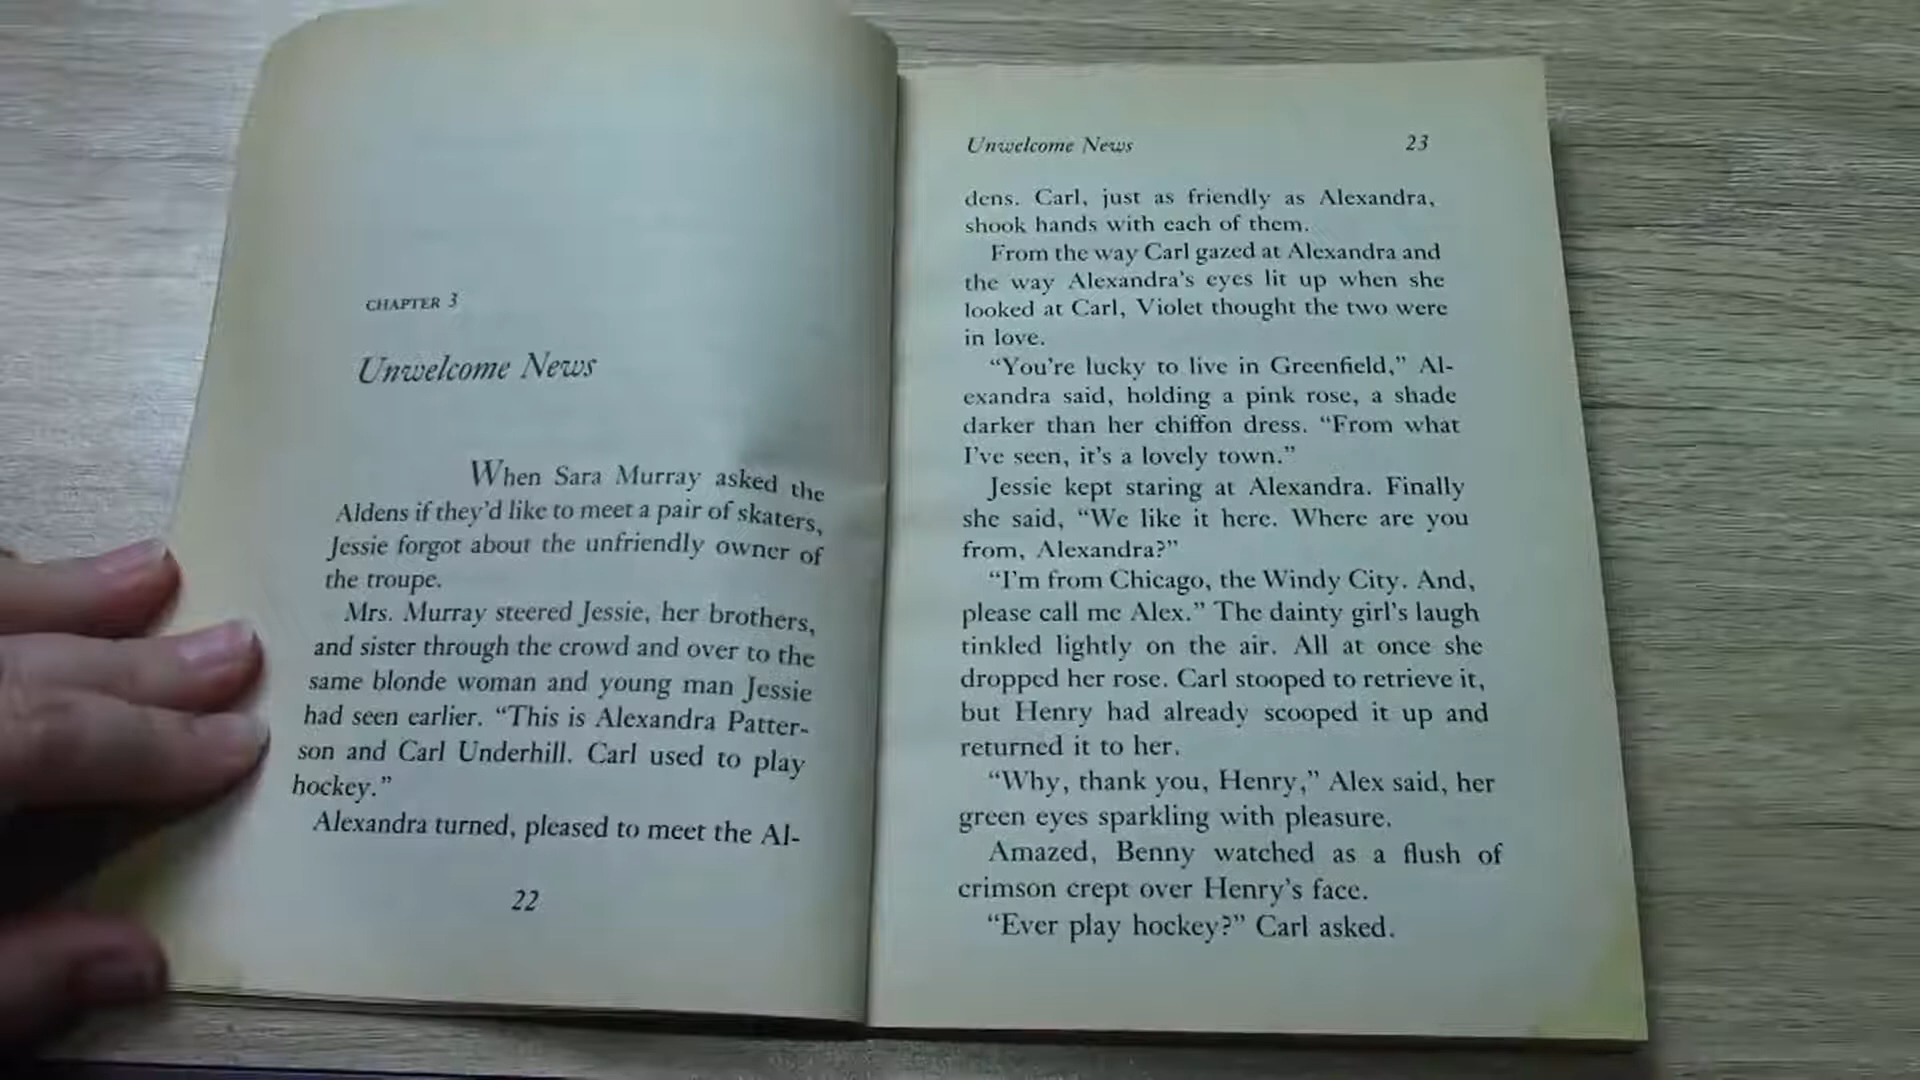 CHAPTER 3
Unwelcome News
When Sara Murray asked the
Aldens if they'd like to meet a pair of skaters,
Jessie forgot about the unfriendly owner of
the troupe.
Mrs. Murray steered Jessie, her brothers,
and sister through the crowd and over to the
same blonde woman and young man Jessie
had seen earlier. “This is Alexandra Patter-
son and Carl Underhill. Carl used to play
hockey.”
Alexandra turned, pleased to meet the Al-
22
Unwelcome News 23
dens. Carl, just as friendly as Alexandra,
shook hands with each of them.
From the way Carl gazed at Alexandra and
the way Alexandra's eyes lit up when she
looked at Carl, Violet thought the two were
in love.
“You're lucky to live in Greenfield,” Al-
exandra said, holding a pink rose, a shade
darker than her chiffon dress. “From what
I've seen, it's a lovely town.”
Jessie kept staring at Alexandra. Finally
she said, “We like it here. Where are you
from, Alexandra?”
“I'm from Chicago, the Windy City. And,
please call me Alex.” The dainty girl's laugh
tinkled lightly on the air. All at once she
dropped her rose. Carl stooped to retrieve it,
but Henry had already scooped it up and
returned it to her.
“Why, thank you, Henry,” Alex said, her
green eyes sparkling with pleasure.
Amazed, Benny watched as a flush of
crimson crept over Henry's face.
“Ever play hockey?” Carl asked.